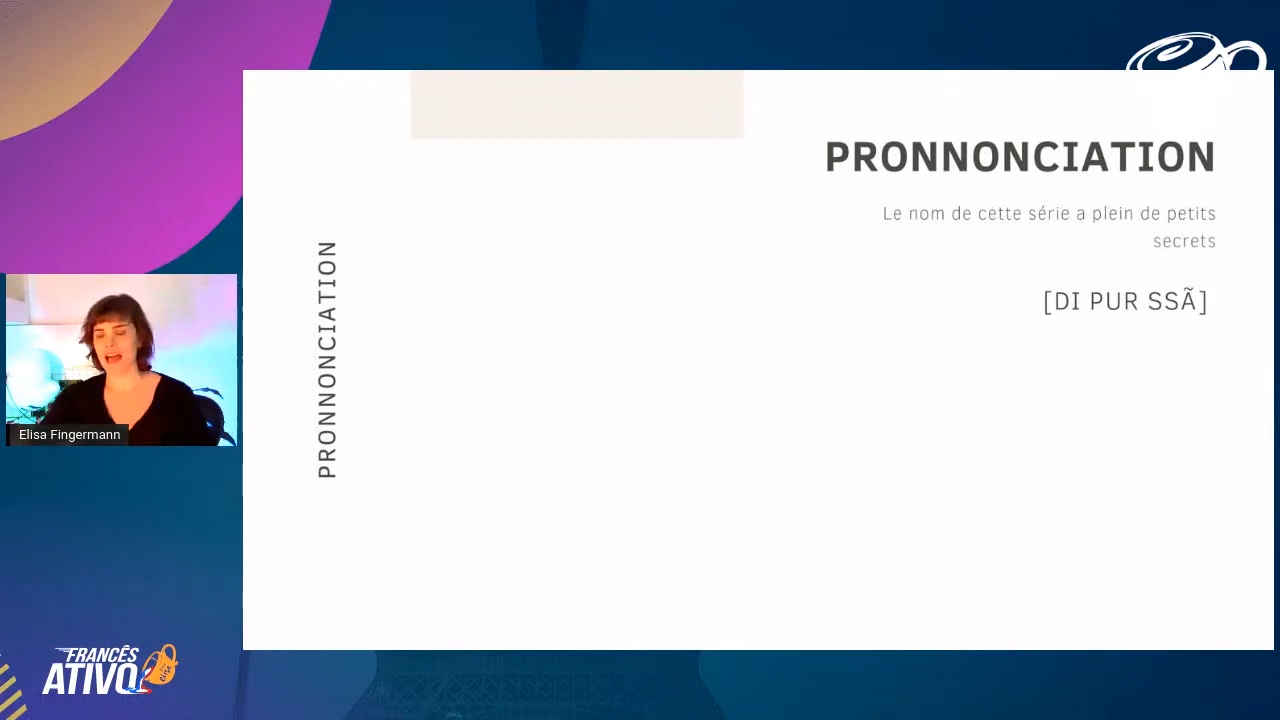 PRONNONCIATION
Le nom de cette série a plein de petits
secrets
[DI PUR SSÃ]
PRONNONCIATION
Elisa Fingermann
FRANCÊS
ATIVO